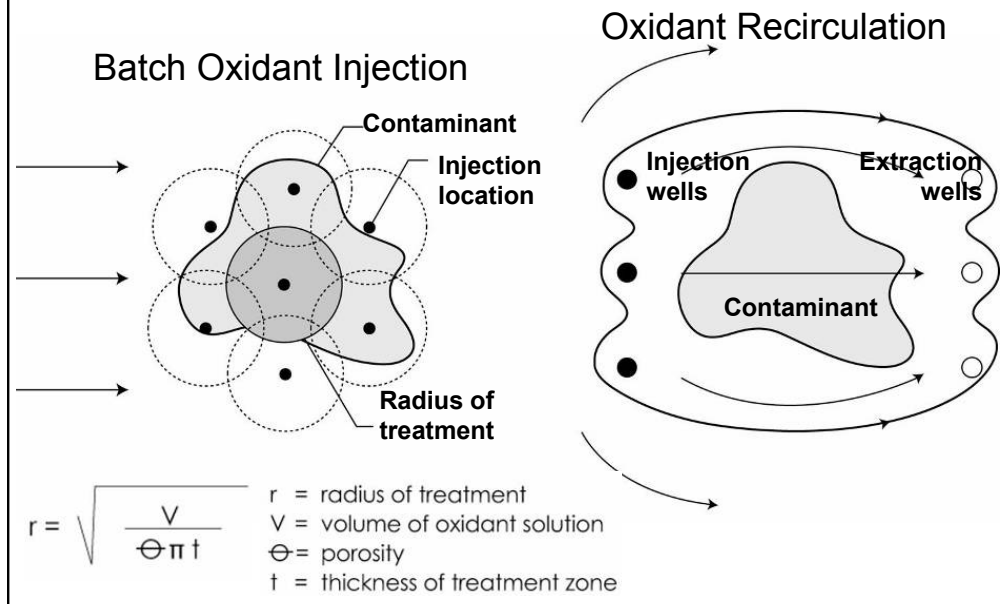 Batch Oxidant Injection
Contaminant
Injection
location
Radius of
treatment
Oxidant Recirculation
Injection
wells
Extraction
wells
Contaminant
r = √ V / ϴ π t
r = radius of treatment
V = volume of oxidant solution
ϴ = porosity
t = thickness of treatment zone